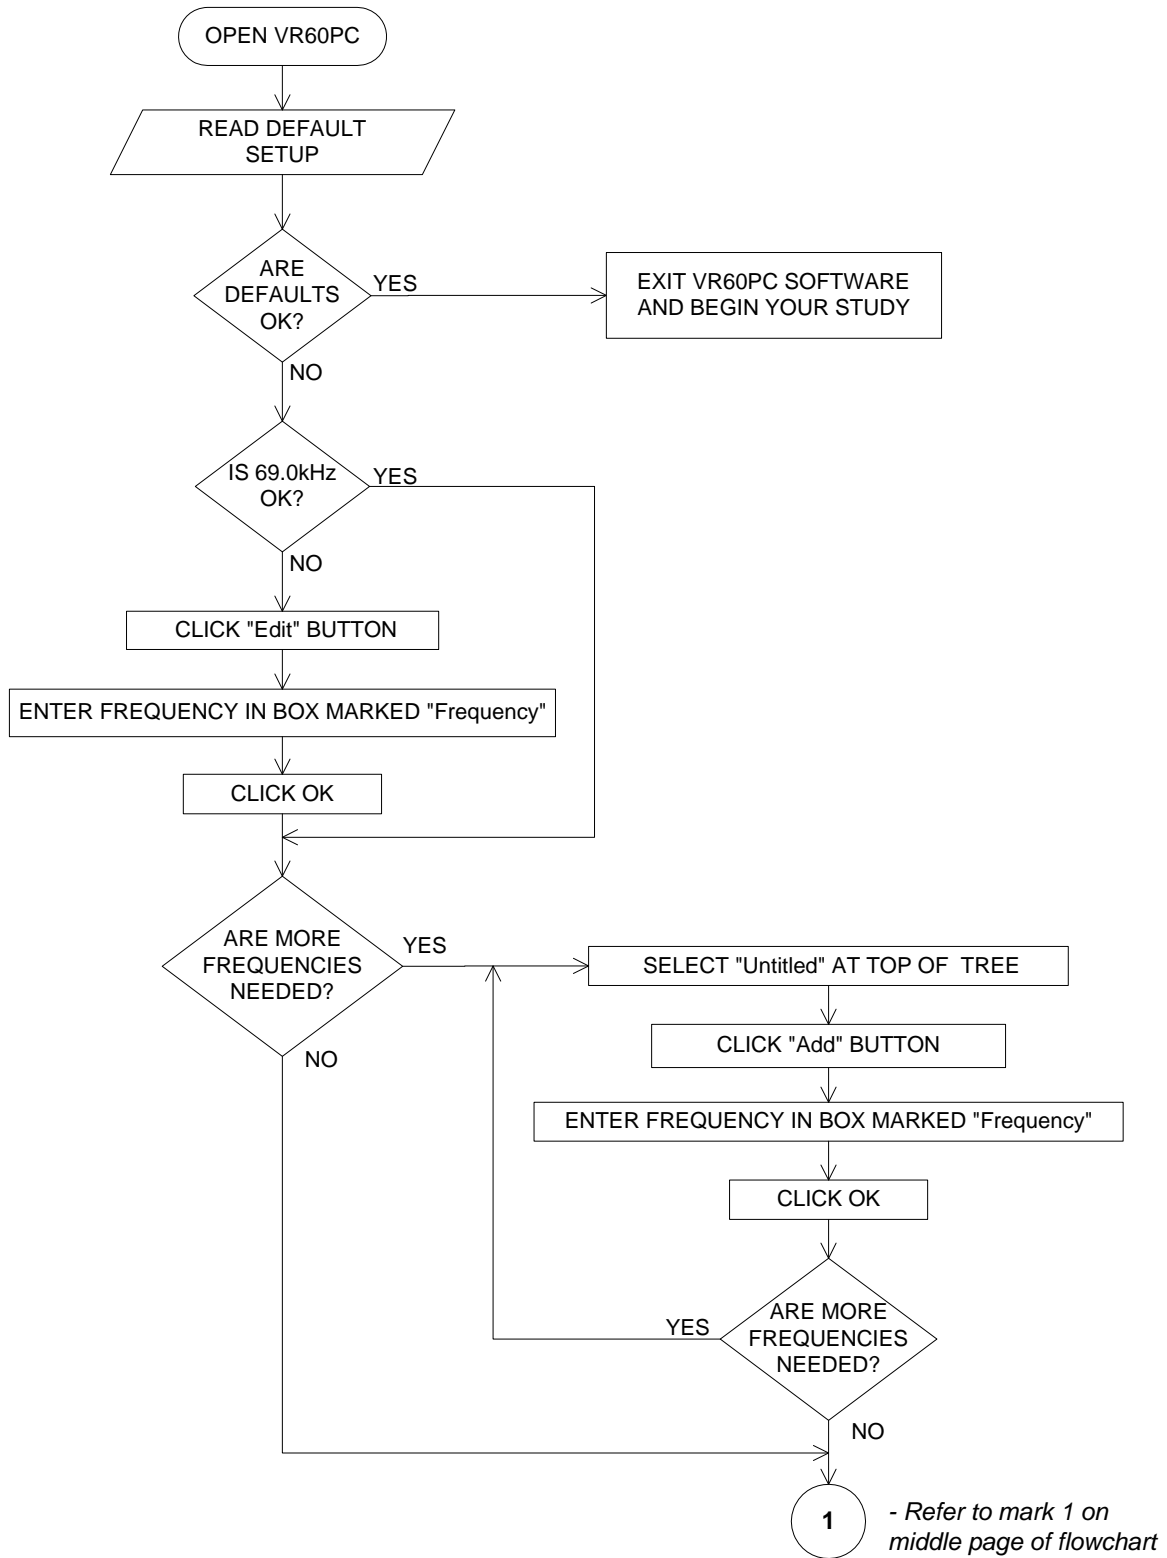 OPEN VR60PC
READ DEFAULT
SETUP
ARE
DEFAULTS
OK?
YES
EXIT VR60PC SOFTWARE
AND BEGIN YOUR STUDY
NO
IS 69.0kHz
OK?
YES
NO
CLICK "Edit" BUTTON
ENTER FREQUENCY IN BOX MARKED "Frequency"
CLICK OK
ARE MORE
FREQUENCIES
NEEDED?
YES
NO
SELECT "Untitled" AT TOP OF TREE
CLICK "Add" BUTTON
ENTER FREQUENCY IN BOX MARKED "Frequency"
CLICK OK
ARE MORE
FREQUENCIES
NEEDED?
YES
NO
1
- Refer to mark 1 on
middle page of flowchart